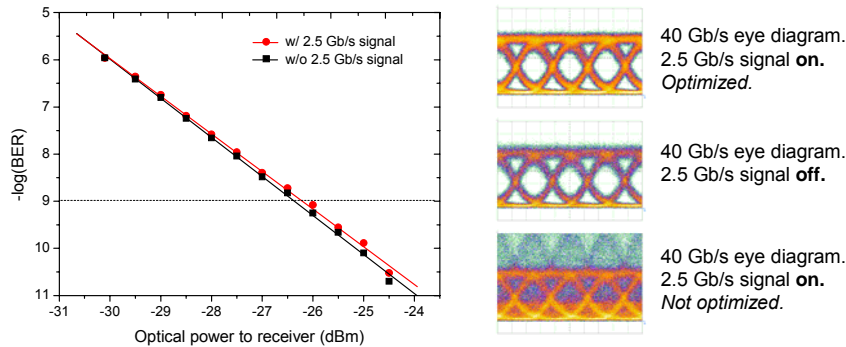 5
6
7
8
9
10
11
-log(BER)
-31
-30
-29
-28
-27
-26
-25
-24
Optical power to receiver (dBm)
w/ 2.5 Gb/s signal
w/o 2.5 Gb/s signal
40 Gb/s eye diagram.
2.5 Gb/s signal on.
Optimized.
40 Gb/s eye diagram.
2.5 Gb/s signal off.
40 Gb/s eye diagram.
2.5 Gb/s signal on.
Not optimized.